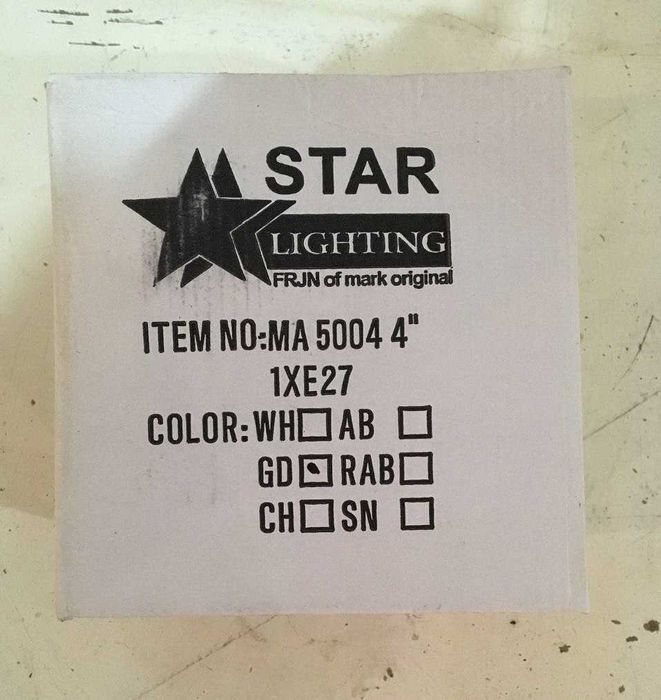 STAR
LIGHTING
FRJN of mark original
ITEM NO:MA 5004 4"
1XE27
COLOR: WH AB
GD RAB
CH SN